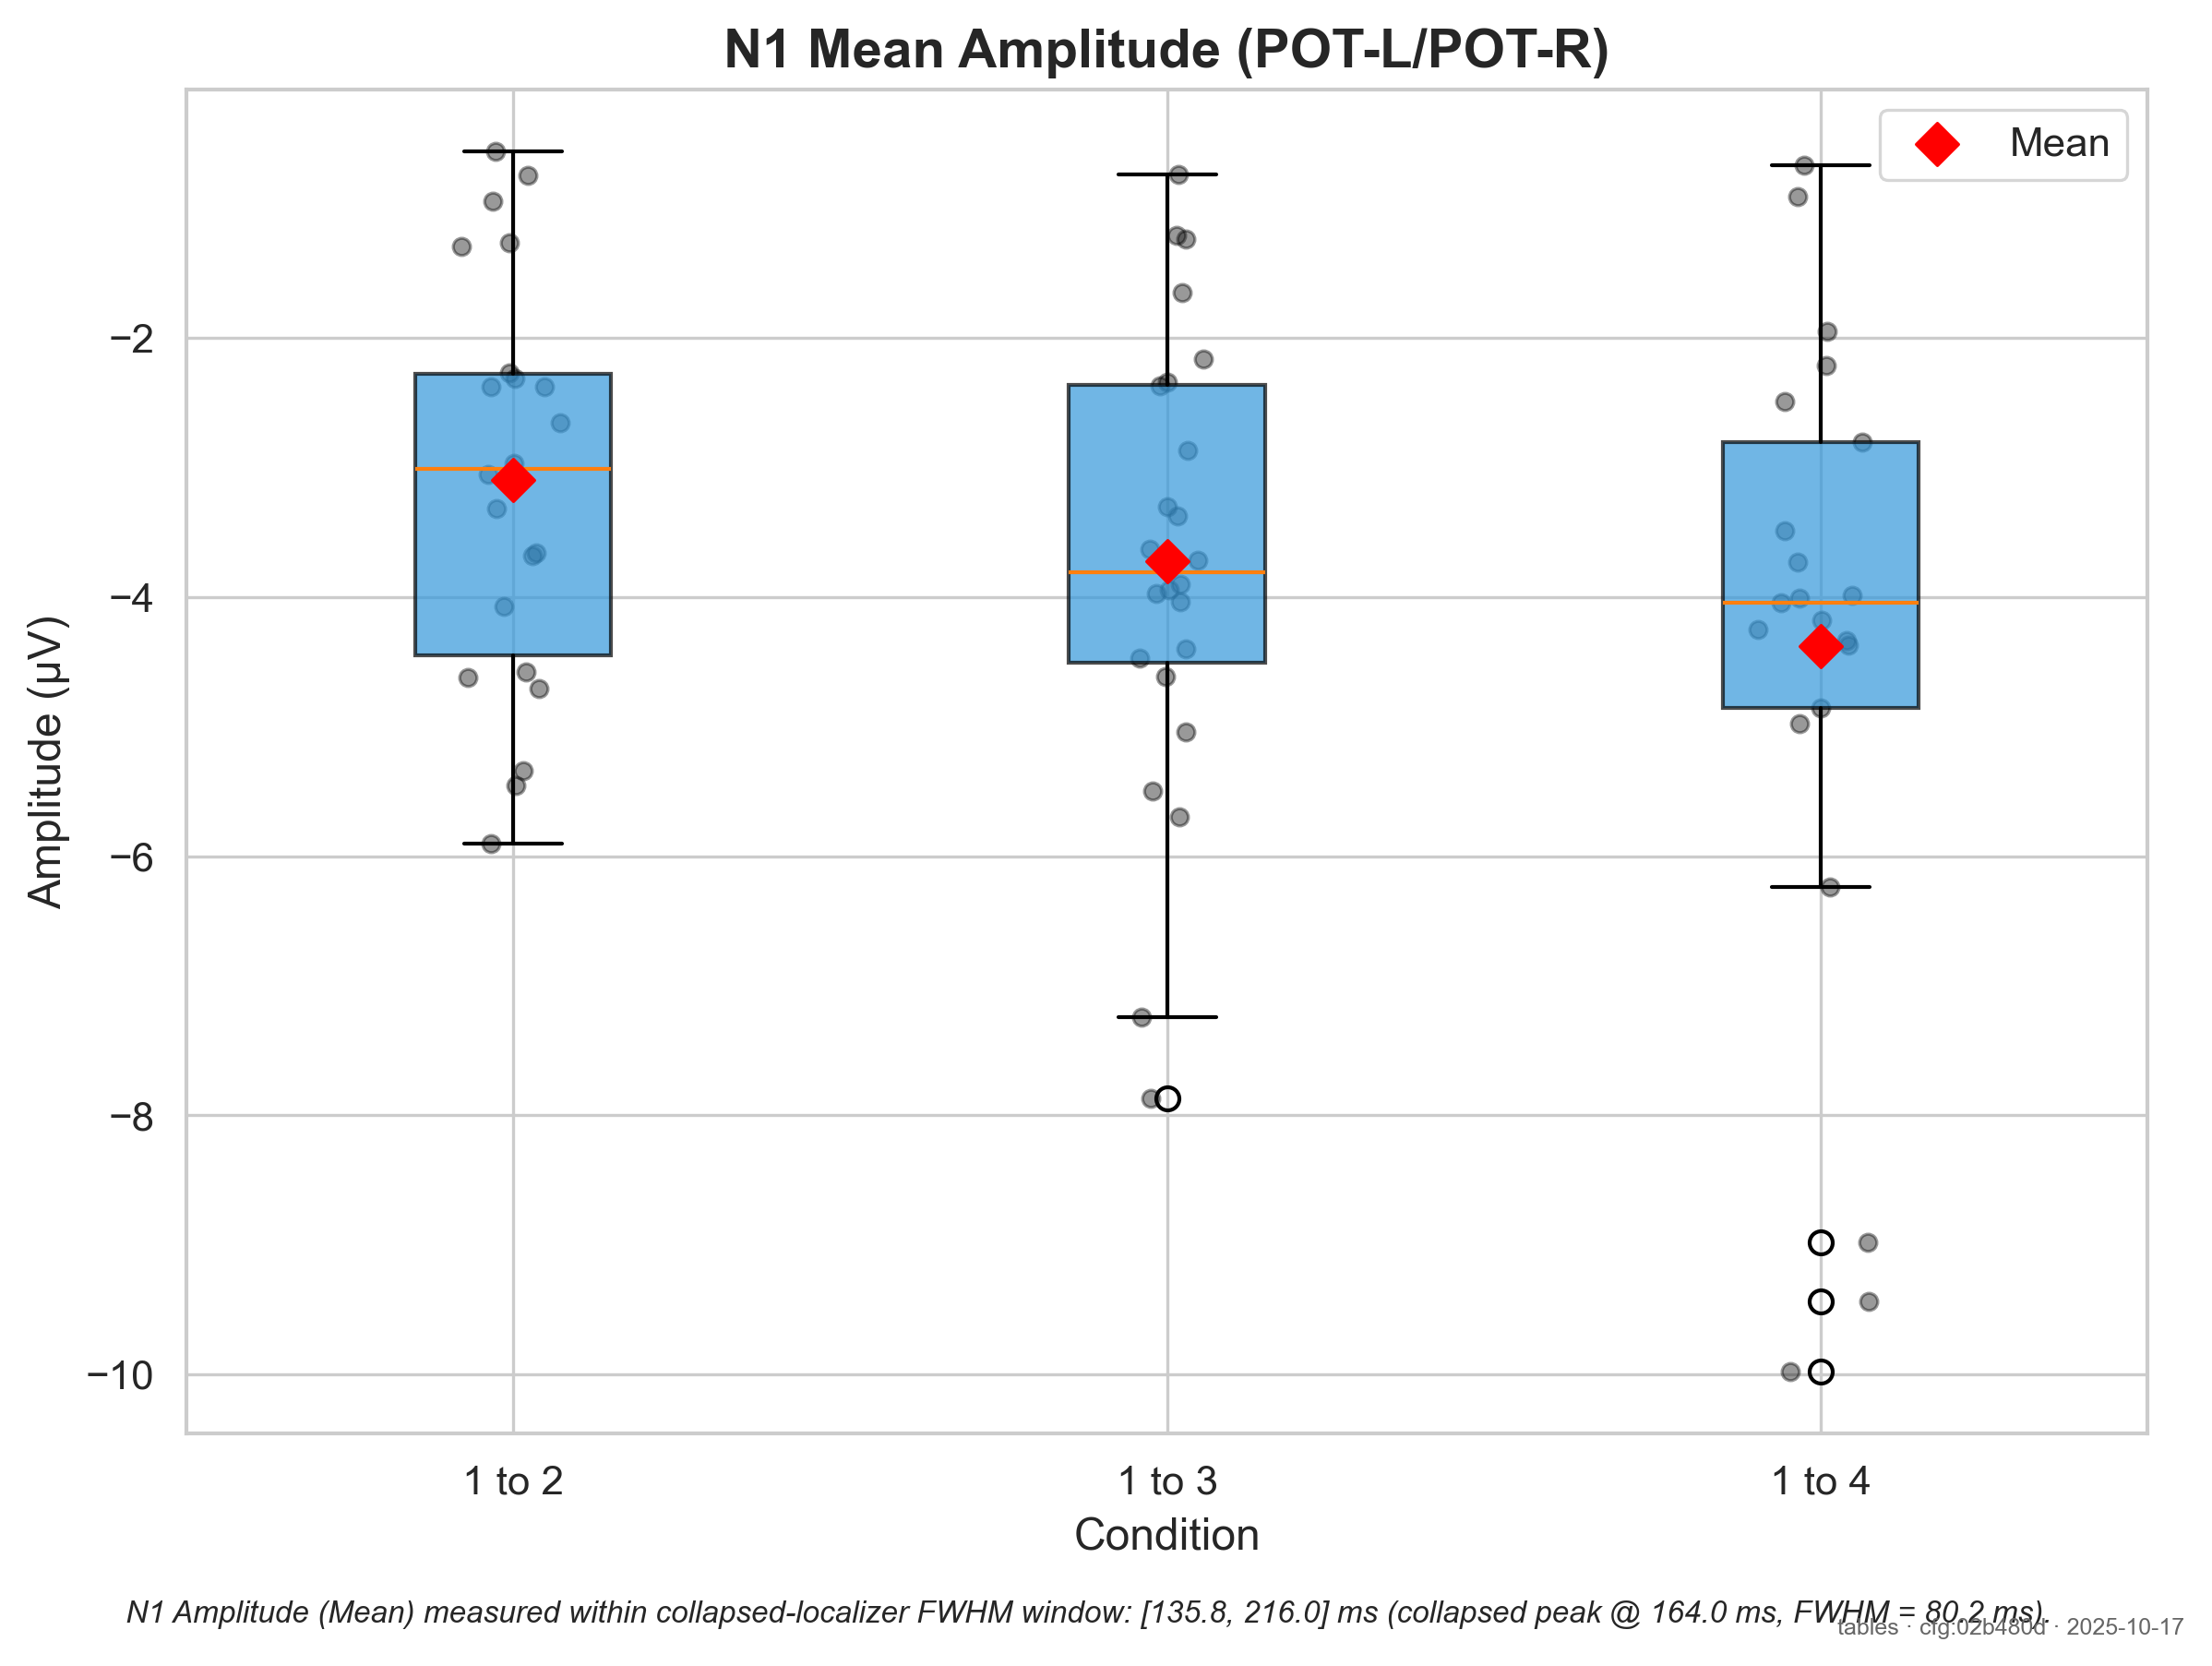 N1 Mean Amplitude (POT-L/POT-R)
Mean
Amplitude (µV)
−2
−4
−6
−8
−10
1 to 2
1 to 3
1 to 4
Condition
N1 Amplitude (Mean) measured within collapsed-localizer FWHM window: [135.8, 216.0] ms (collapsed peak @ 164.0 ms, FWHM = 80.2 ms).
tables · cfg:02b480d · 2025-10-17